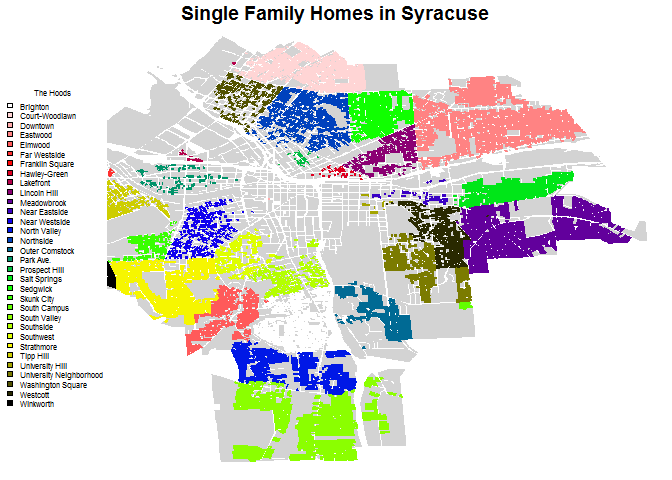 Single Family Homes in Syracuse
The Hoods
Brighton
Court-Woodlawn
Downtown
Eastwood
Elmwood
Far Westside
Franklin Square
Hawley-Green
Lakefront
Lincoln Hill
Meadowbrook
Near Eastside
Near Westside
North Valley
Northside
Outer Comstock
Park Ave.
Prospect Hill
Salt Springs
Sedgwick
Skunk City
South Campus
South Valley
Southside
Southwest
Strathmore
Tipp Hill
University Hill
University Neighborhood
Washington Square
Westcott
Winkworth